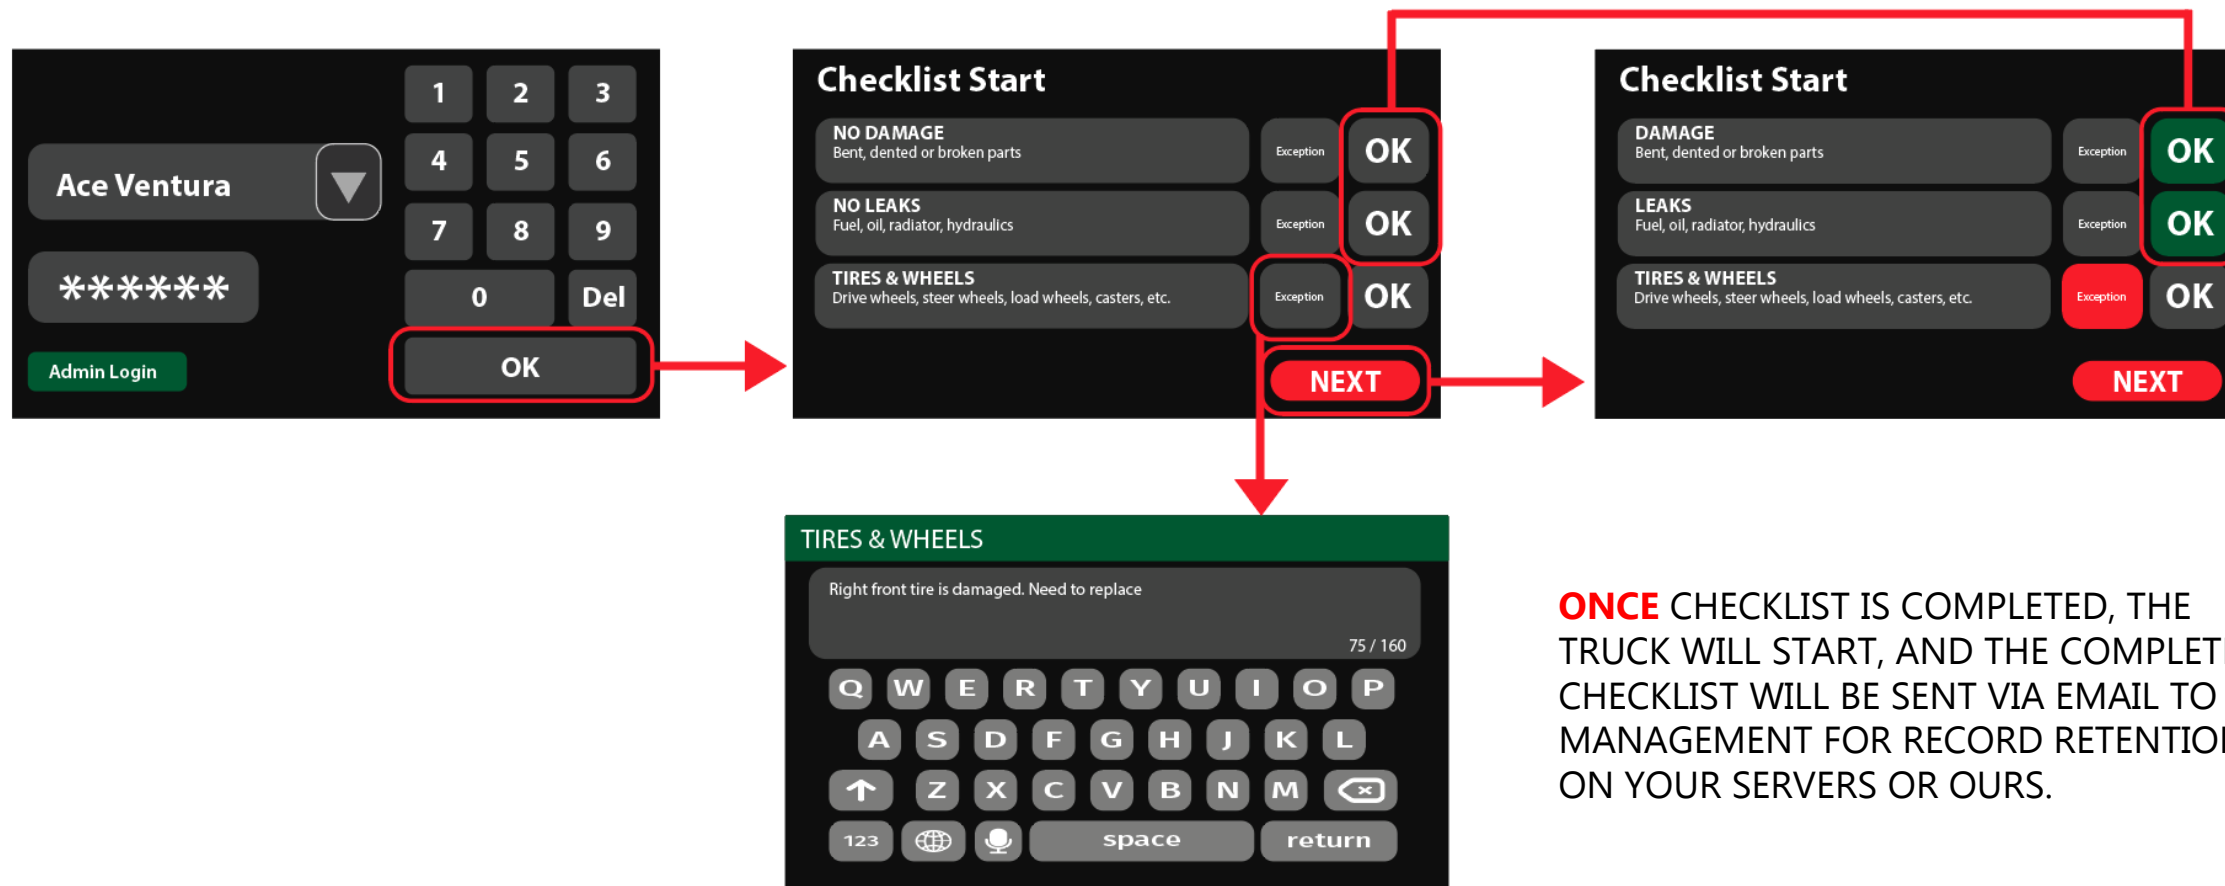 Ace Ventura
******
Admin Login
1 2 3
4 5 6
7 8 9
0 Del
OK
Checklist Start
NO DAMAGE
Bent, dented or broken parts
Exception OK
NO LEAKS
Fuel, oil, radiator, hydraulics
Exception OK
TIRES & WHEELS
Drive wheels, steer wheels, load wheels, casters, etc.
Exception OK
NEXT
Checklist Start
DAMAGE
Bent, dented or broken parts
Exception OK
LEAKS
Fuel, oil, radiator, hydraulics
Exception OK
TIRES & WHEELS
Drive wheels, steer wheels, load wheels, casters, etc.
Exception OK
NEXT
TIRES & WHEELS
Right front tire is damaged. Need to replace
75 / 160
Q W E R T Y U I O P
A S D F G H J K L
Z X C V B N M
123 space return
ONCE CHECKLIST IS COMPLETED, THE
TRUCK WILL START, AND THE
CHECKLIST WILL BE SENT VIA EMAIL TO
MANAGEMENT FOR RECORD
ON YOUR SERVERS OR OURS.